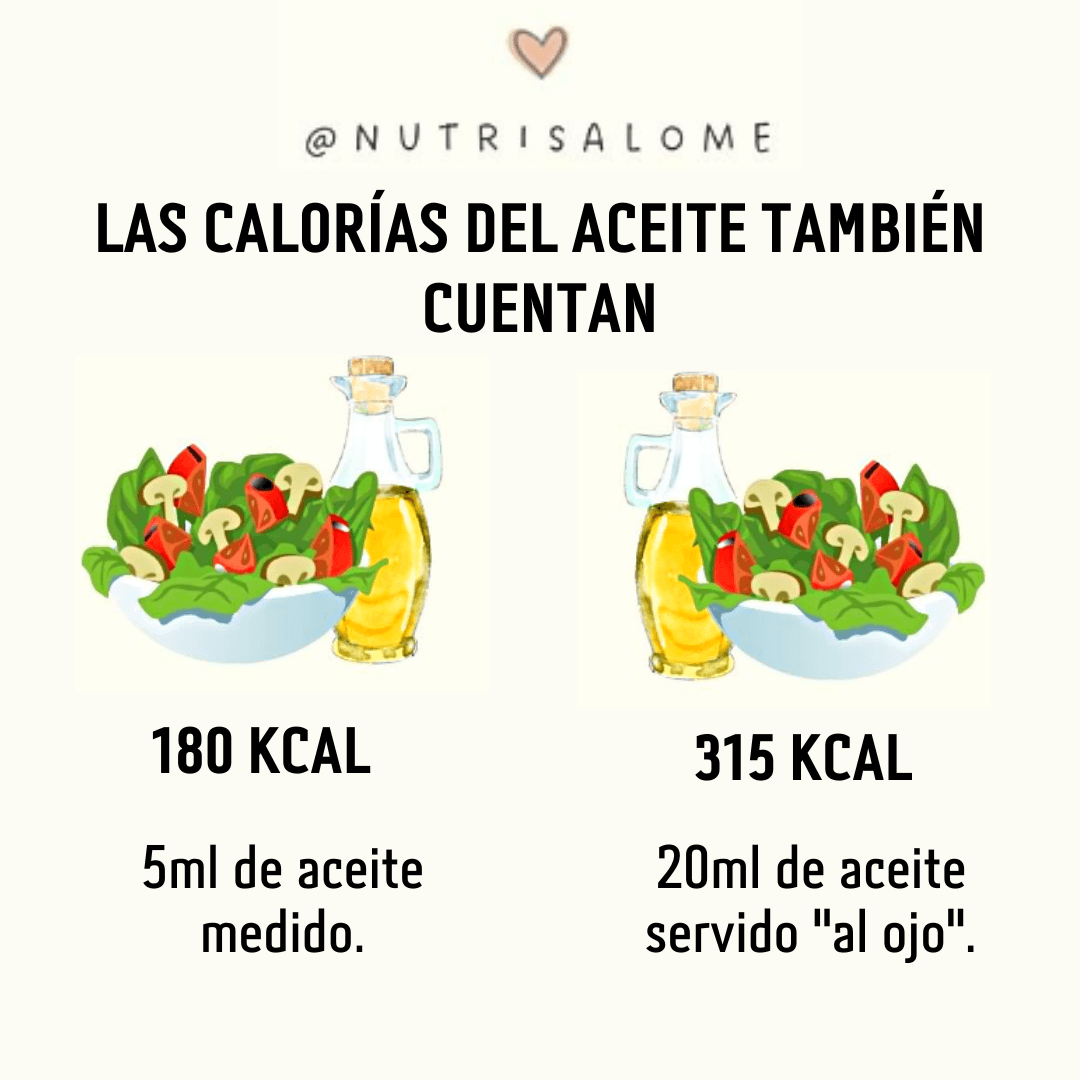 @NUTRISALOME
LAS CALORÍAS DEL ACEITE TAMBIÉN
CUENTAN
180 KCAL
5ml de aceite
medido.
315 KCAL
20ml de aceite
servido "al ojo".